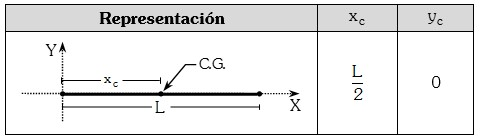 Representación
x_c
y_c
Y
C.G.
x_c
L
X
L/2
0